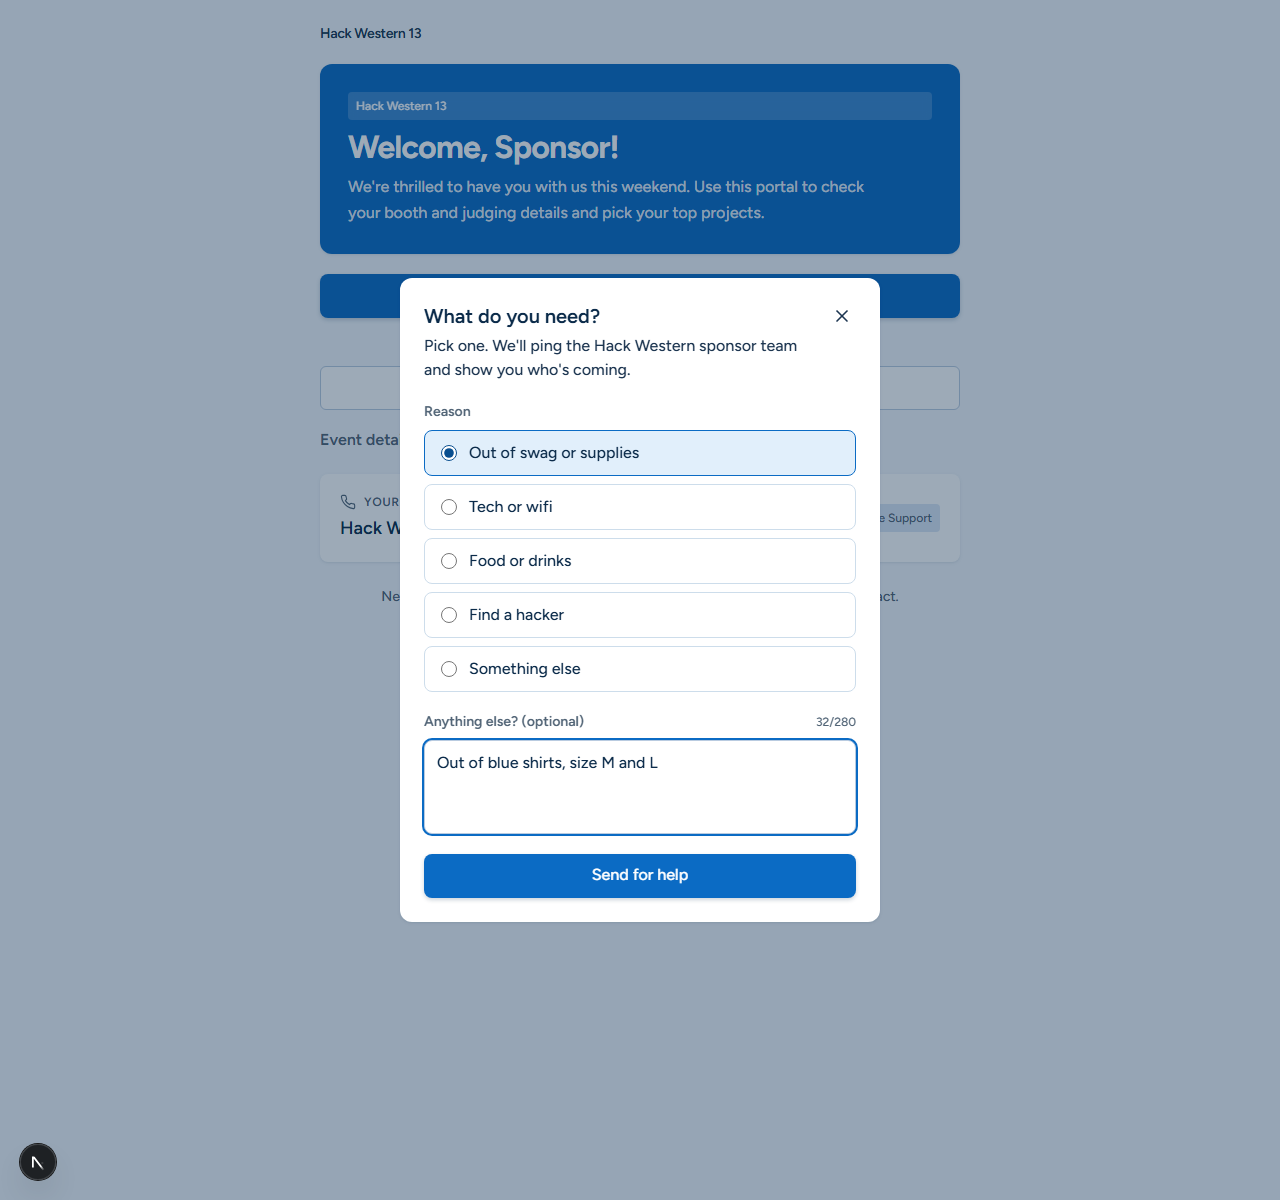 Hack Western 13
Hack Western 13
Welcome, Sponsor!
We're thrilled to have you with us this weekend. Use this portal to check
your booth and judging details and pick your top projects.
What do you need?
Pick one. We'll ping the Hack Western sponsor team
and show you who's coming.
Reason
Out of swag or supplies
Tech or wifi
Food or drinks
Find a hacker
Something else
Anything else? (optional)
32/280
Out of blue shirts, size M and L
Send for help
Event
YOUR
Hack
Support